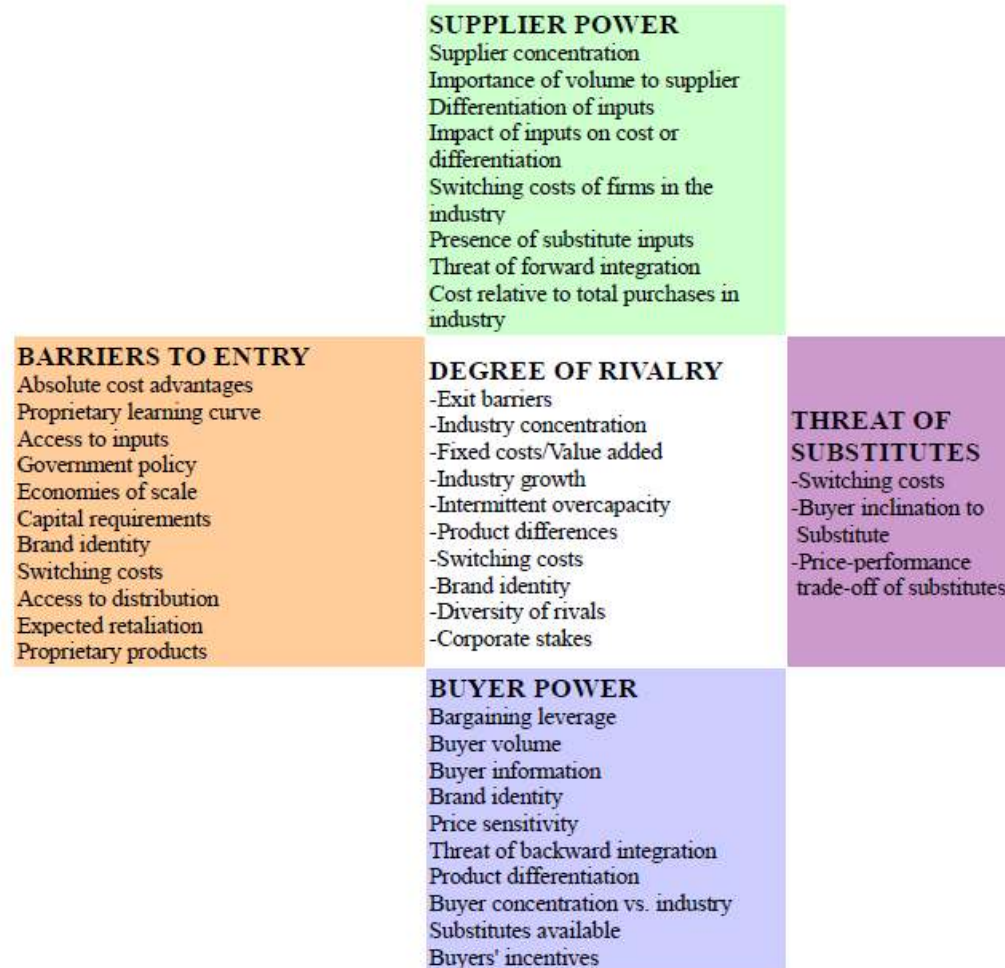 SUPPLIER POWER
Supplier concentration
Importance of volume to supplier
Differentiation of inputs
Impact of inputs on cost or
differentiation
Switching costs of firms in the
industry
Presence of substitute inputs
Threat of forward integration
Cost relative to total purchases in
industry
BARRIERS TO ENTRY
Absolute cost advantages
Proprietary learning curve
Access to inputs
Government policy
Economies of scale
Capital requirements
Brand identity
Switching costs
Access to distribution
Expected retaliation
Proprietary products
DEGREE OF RIVALRY
-Exit barriers
-Industry concentration
-Fixed costs/Value added
-Industry growth
-Intermittent overcapacity
-Product differences
-Switching costs
-Brand identity
-Diversity of rivals
-Corporate stakes
THREAT OF
SUBSTITUTES
-Switching costs
-Buyer inclination to
Substitute
-Price-performance
trade-off of substitutes
BUYER POWER
Bargaining leverage
Buyer volume
Buyer information
Brand identity
Price sensitivity
Threat of backward integration
Product differentiation
Buyer concentration vs. industry
Substitutes available
Buyers' incentives